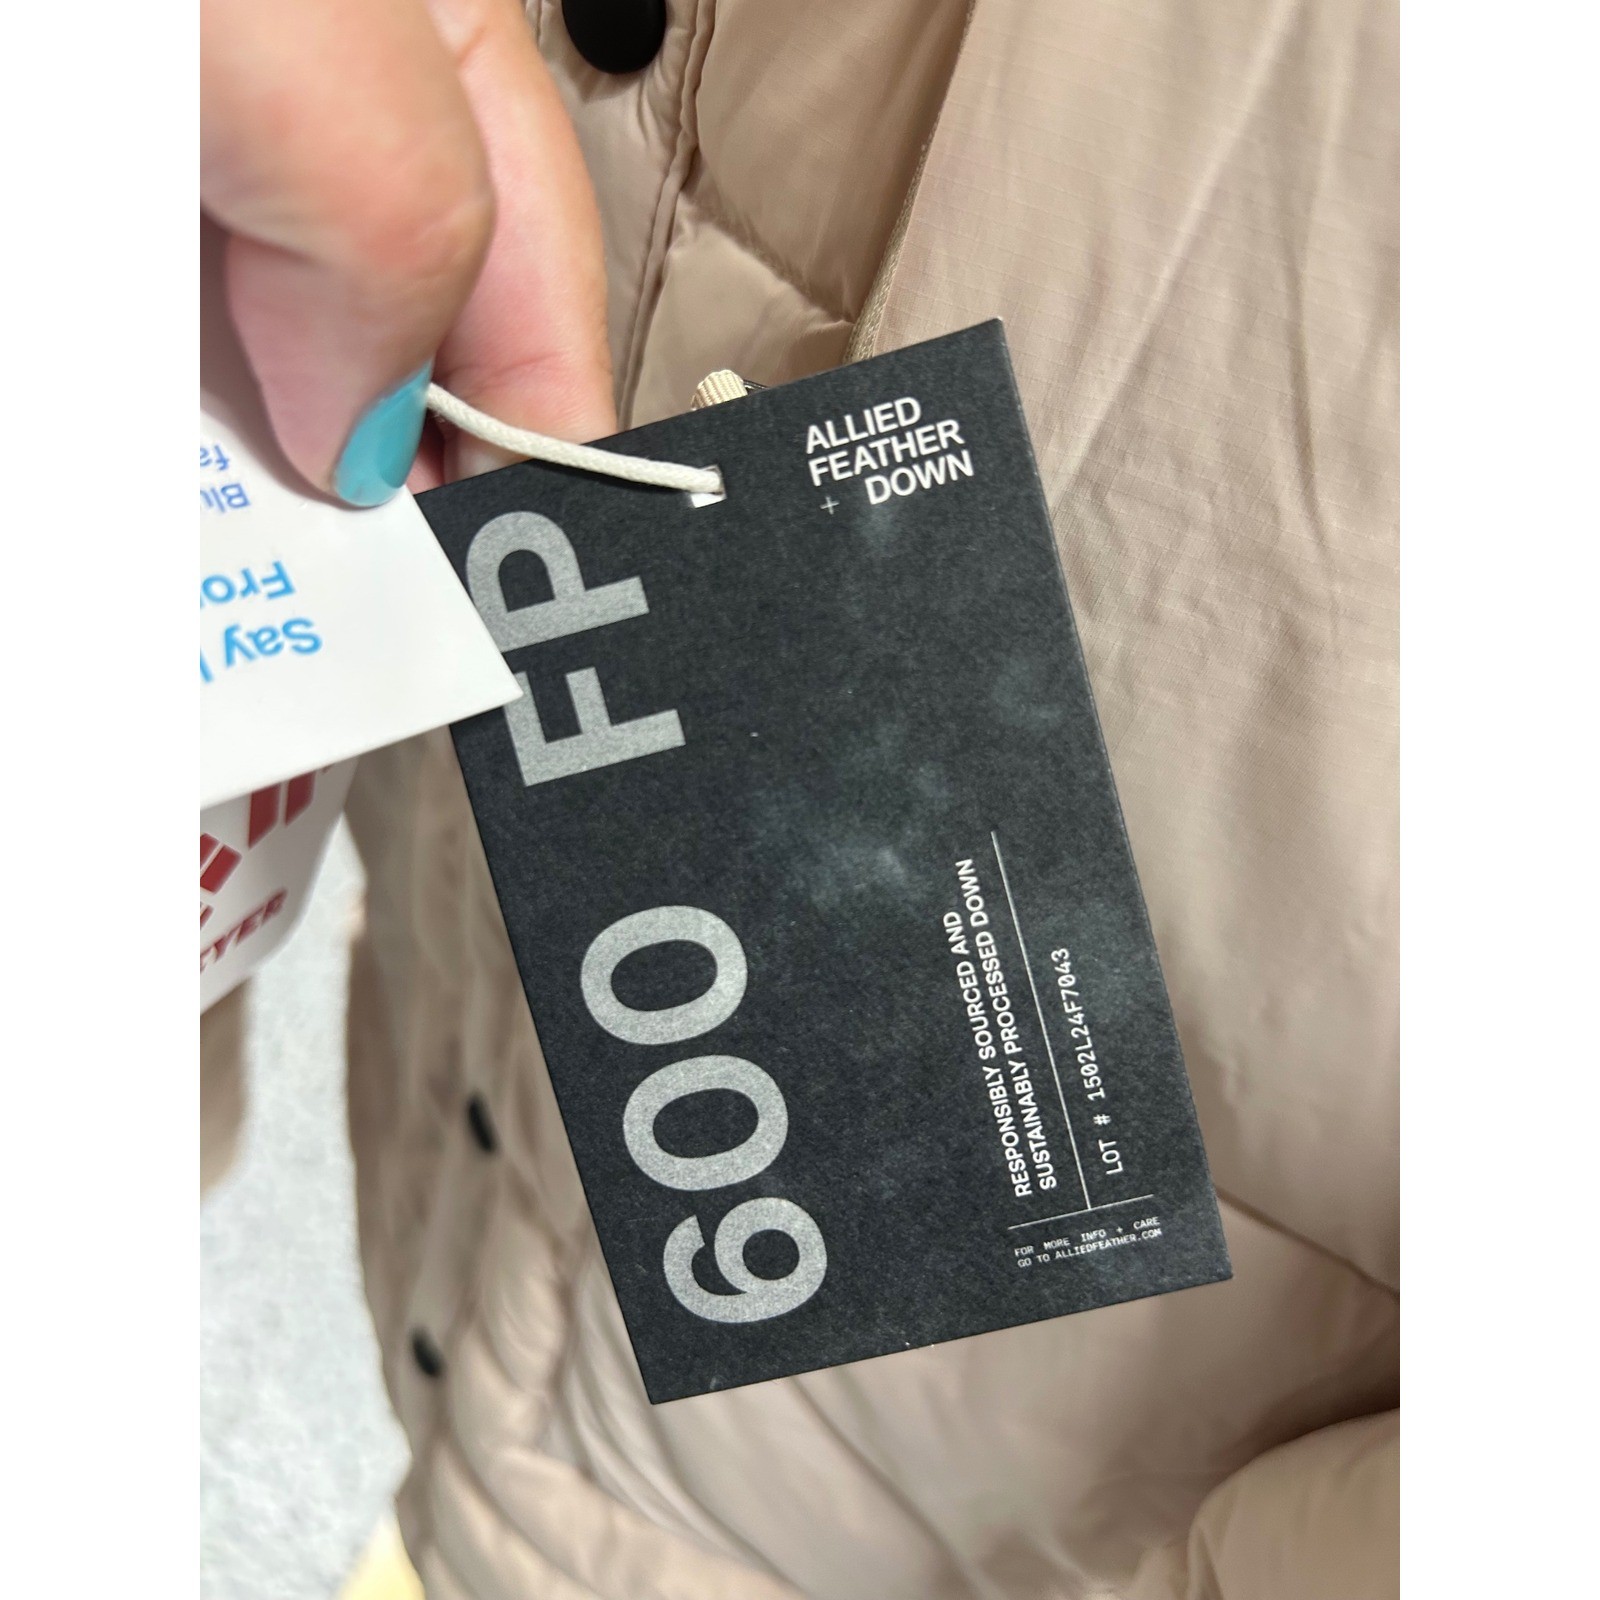 ALLIED
FEATHER
+ DOWN
600 FP
RESPONSIBLY SOURCED AND
SUSTAINABLY PROCESSED DOWN
LOT # 1502L24F7043
FOR MORE INFO + CARE
GO TO ALLIEDFEATHER.COM
Say